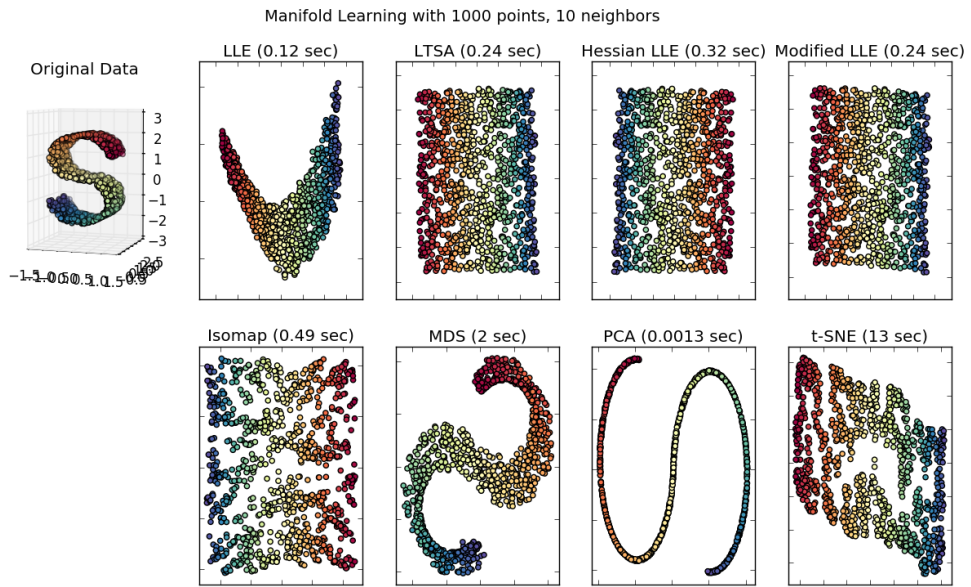 Manifold Learning with 1000 points, 10 neighbors
Original Data
3
2
1
0
−1
−2
−3
LLE (0.12 sec)
LTSA (0.24 sec)
Hessian LLE (0.32 sec)
Modified LLE (0.24 sec)
Isomap (0.49 sec)
MDS (2 sec)
PCA (0.0013 sec)
t-SNE (13 sec)